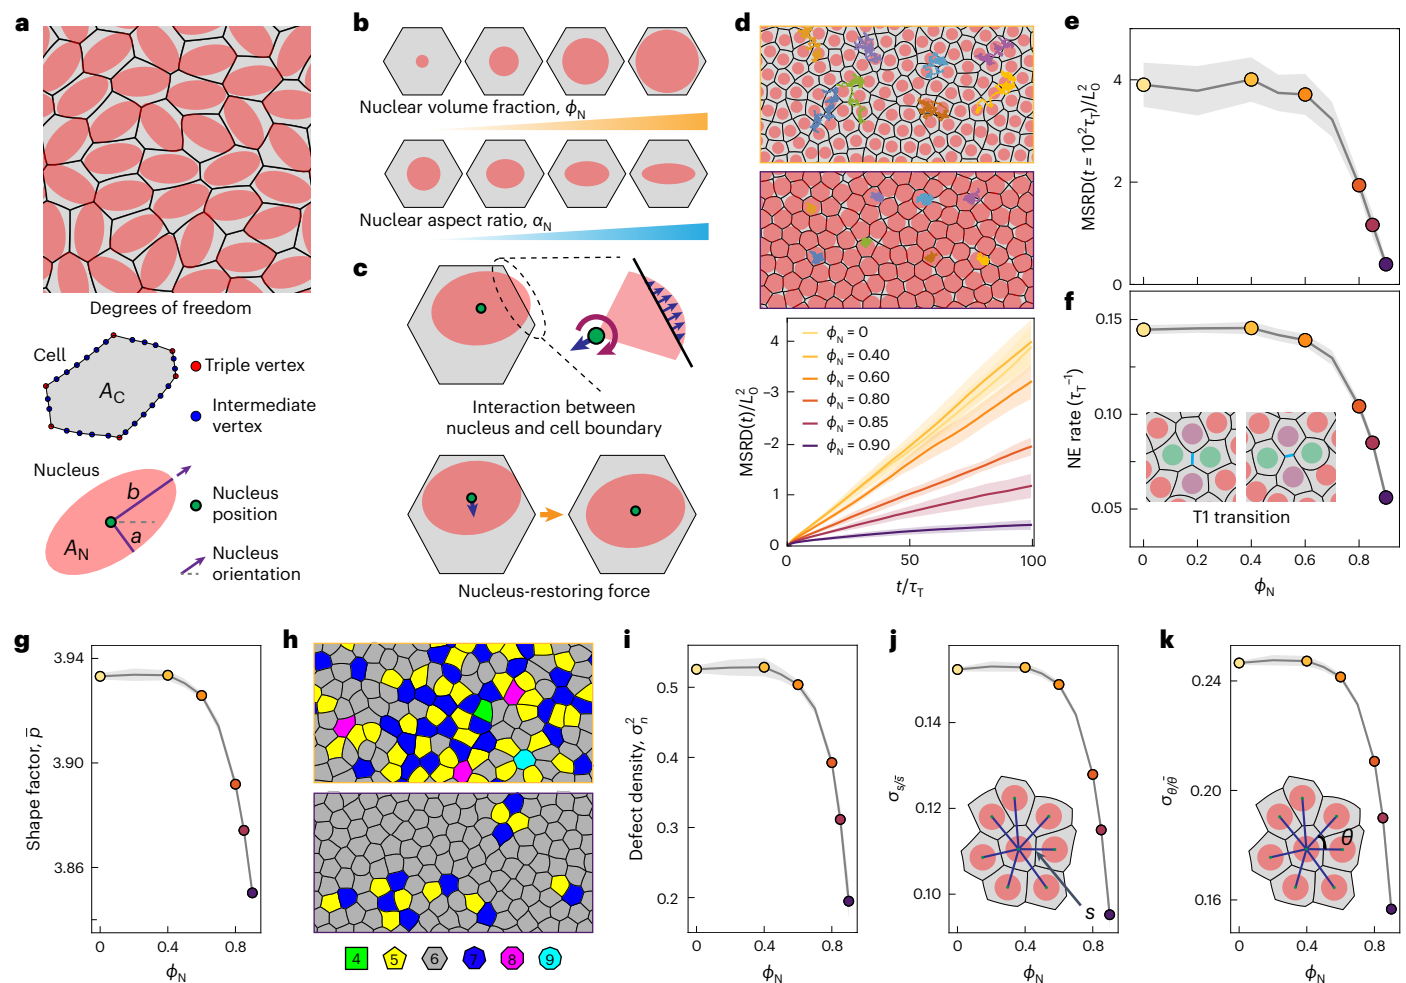 a
Degrees of freedom
Cell
A_C
Triple vertex
Intermediate
vertex
Nucleus
b
a
A_N
Nucleus
position
Nucleus
orientation
b
Nuclear volume fraction, ϕ_N
Nuclear aspect ratio, α_N
c
Interaction between
nucleus and cell boundary
Nucleus-restoring force
d
MSRD(t)/L_O^2
4
–3
–2
1
0
ϕ_N = 0
ϕ_N = 0.40
ϕ_N = 0.60
ϕ_N = 0.80
ϕ_N = 0.85
ϕ_N = 0.90
0
50
100
t/τ_T
e
MSRD(t = 10^2τ_T)/L_O^2
4
2
0
f
NE rate (τ_T^–1)
0.15
0.10
0.05
T1 transition
0
0.4
0.8
ϕ_N
g
Shape factor, p̄
3.94
3.90
3.86
0
0.4
0.8
ϕ_N
h
4
5
6
7
8
9
i
Defect density, σ_n^2
0.5
0.4
0.3
0.2
0
0.4
0.8
ϕ_N
j
σ_s/s̄
0.14
0.12
0.10
s
0
0.4
0.8
ϕ_N
k
σ_θ/θ̄
0.24
0.20
0.16
θ
0
0.4
0.8
ϕ_N